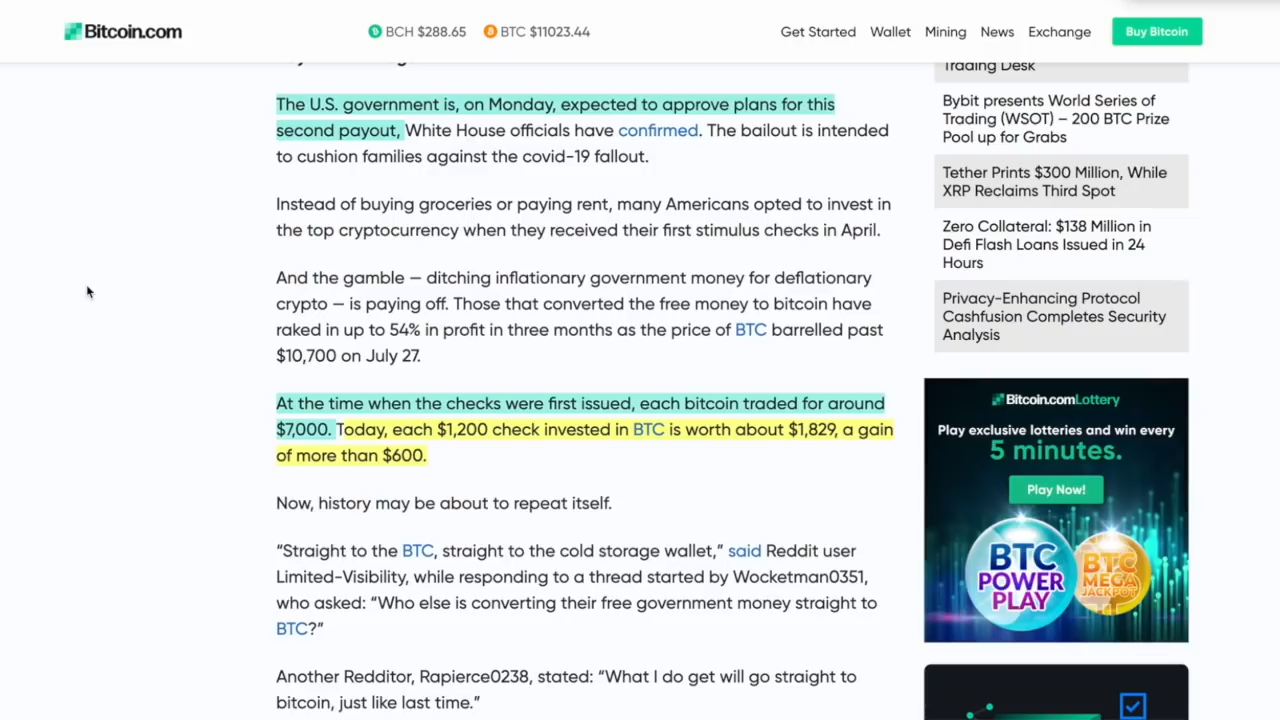 Bitcoin.com
BCH $288.65
BTC $11023.44
Get Started
Wallet
Mining
News
Exchange
Buy Bitcoin
The U.S. government is, on Monday, expected to approve plans for this
second payout, White House officials have confirmed. The bailout is intended
to cushion families against the covid-19 fallout.
Instead of buying groceries or paying rent, many Americans opted to invest in
the top cryptocurrency when they received their first stimulus checks in April.
And the gamble — ditching inflationary government money for deflationary
crypto — is paying off. Those that converted the free money to bitcoin have
raked in up to 54% in profit in three months as the price of BTC barrelled past
$10,700 on July 27.
At the time when the checks were first issued, each bitcoin traded for around
$7,000. Today, each $1,200 check invested in BTC is worth about $1,829, a gain
of more than $600.
Now, history may be about to repeat itself.
“Straight to the BTC, straight to the cold storage wallet,” said Reddit user
Limited-Visibility, while responding to a thread started by Wocketman0351,
who asked: “Who else is converting their free government money straight to
BTC?”
Another Redditor, Rapierce0238, stated: “What I do get will go straight to
bitcoin, just like last time.”
Trading Desk
Bybit presents World Series of
Trading (WSOT) – 200 BTC Prize
Pool up for Grabs
Tether Prints $300 Million, While
XRP Reclaims Third Spot
Zero Collateral: $138 Million in
Defi Flash Loans Issued in 24
Hours
Privacy-Enhancing Protocol
Cashfusion Completes Security
Analysis
Bitcoin.com Lottery
Play exclusive lotteries and win every
5 minutes.
Play Now!
BTC
POWER
PLAY
BTC
MEGA
JACKPOT